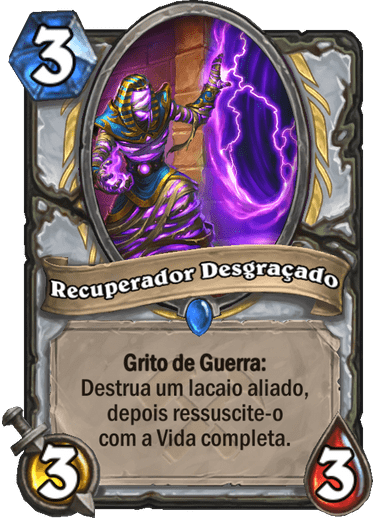 3
Recuperador Desgraçado
Grito de Guerra:
Destrua um lacaio aliado,
depois ressuscite-o
com a Vida completa.
3
3